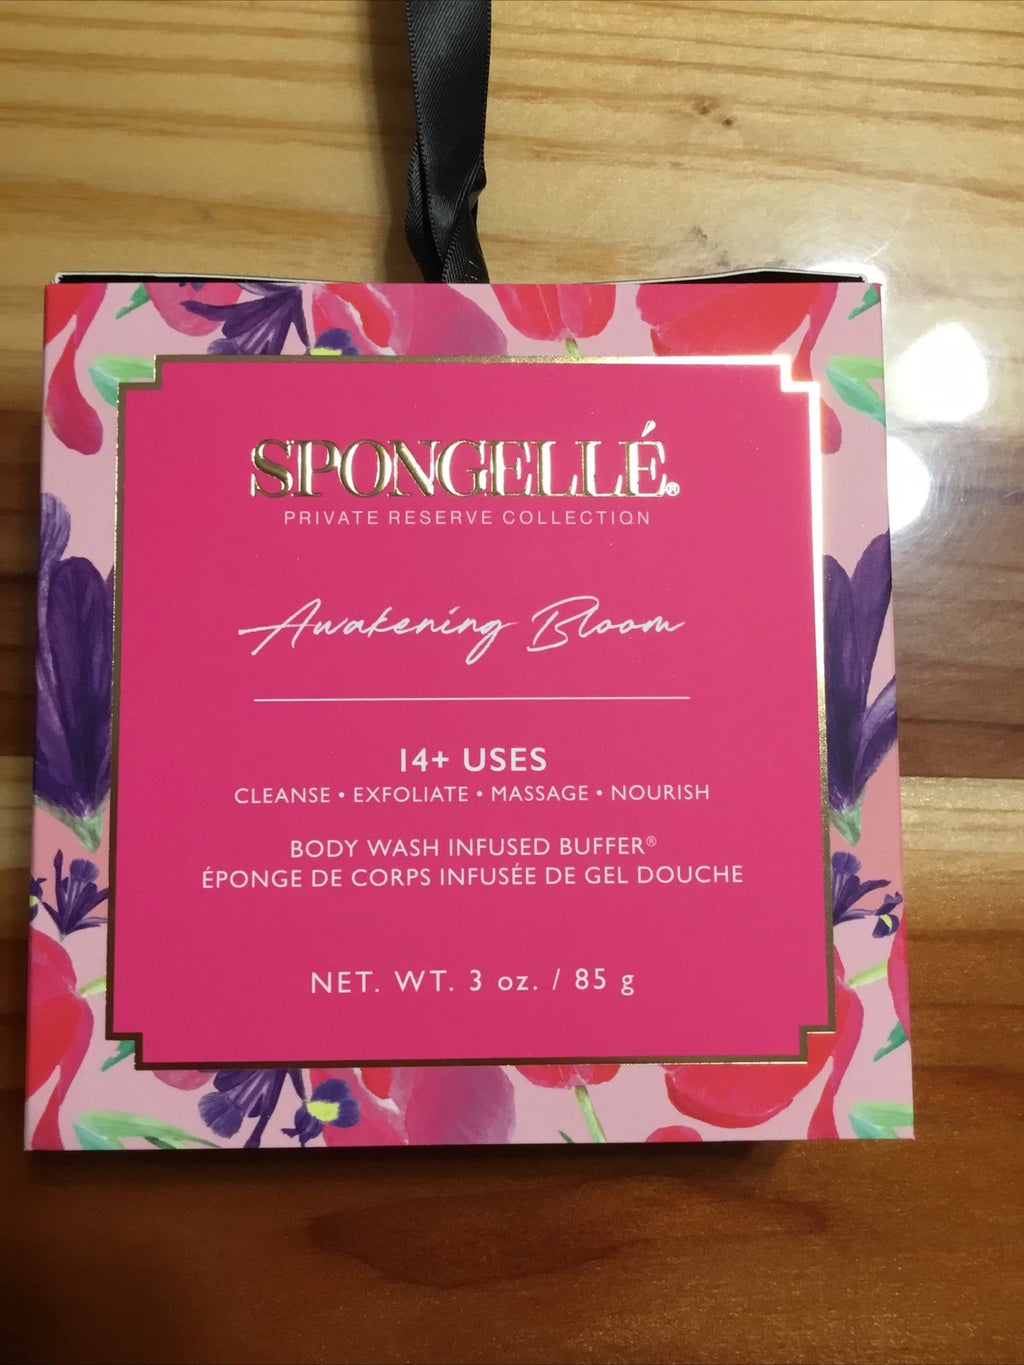 SPONGELLÉ®
PRIVATE RESERVE COLLECTION
Awakening Bloom
14+ USES
CLEANSE • EXFOLIATE • MASSAGE • NOURISH
BODY WASH INFUSED BUFFER®
ÉPONGE DE CORPS INFUSÉE DE GEL DOUCHE
NET. WT. 3 oz. / 85 g